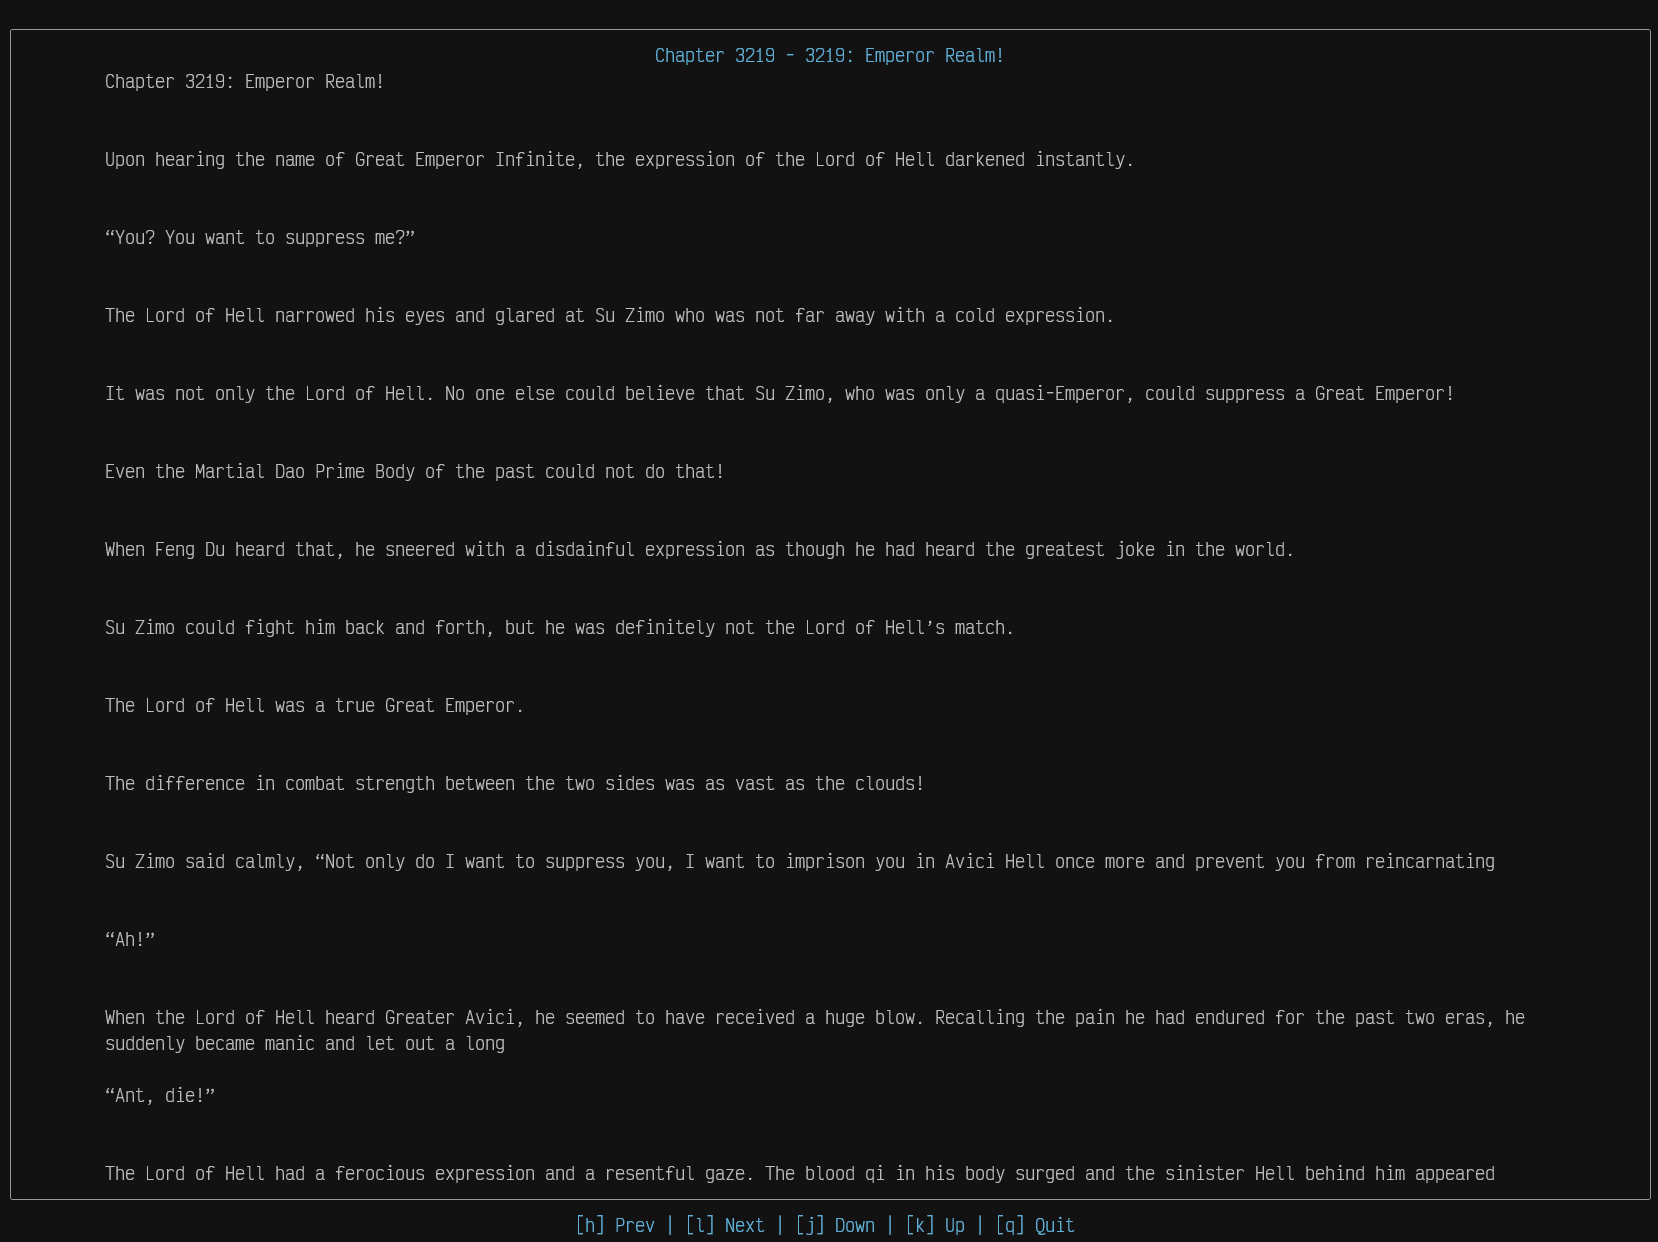 Chapter 3219 - 3219: Emperor Realm!
Chapter 3219: Emperor Realm!
Upon hearing the name of Great Emperor Infinite, the expression of the Lord of Hell darkened instantly.
“You? You want to suppress me?”
The Lord of Hell narrowed his eyes and glared at Su Zimo who was not far away with a cold expression.
It was not only the Lord of Hell. No one else could believe that Su Zimo, who was only a quasi-Emperor, could suppress a Great Emperor!
Even the Martial Dao Prime Body of the past could not do that!
When Feng Du heard that, he sneered with a disdainful expression as though he had heard the greatest joke in the world.
Su Zimo could fight him back and forth, but he was definitely not the Lord of Hell’s match.
The Lord of Hell was a true Great Emperor.
The difference in combat strength between the two sides was as vast as the clouds!
Su Zimo said calmly, “Not only do I want to suppress you, I want to imprison you in Avici Hell once more and prevent you from reincarnating
“Ah!”
When the Lord of Hell heard Greater Avici, he seemed to have received a huge blow. Recalling the pain he had endured for the past two eras, he
suddenly became manic and let out a long
“Ant, die!”
The Lord of Hell had a ferocious expression and a resentful gaze. The blood qi in his body surged and the sinister Hell behind him appeared
[h] Prev | [l] Next | [j] Down | [k] Up | [q] Quit